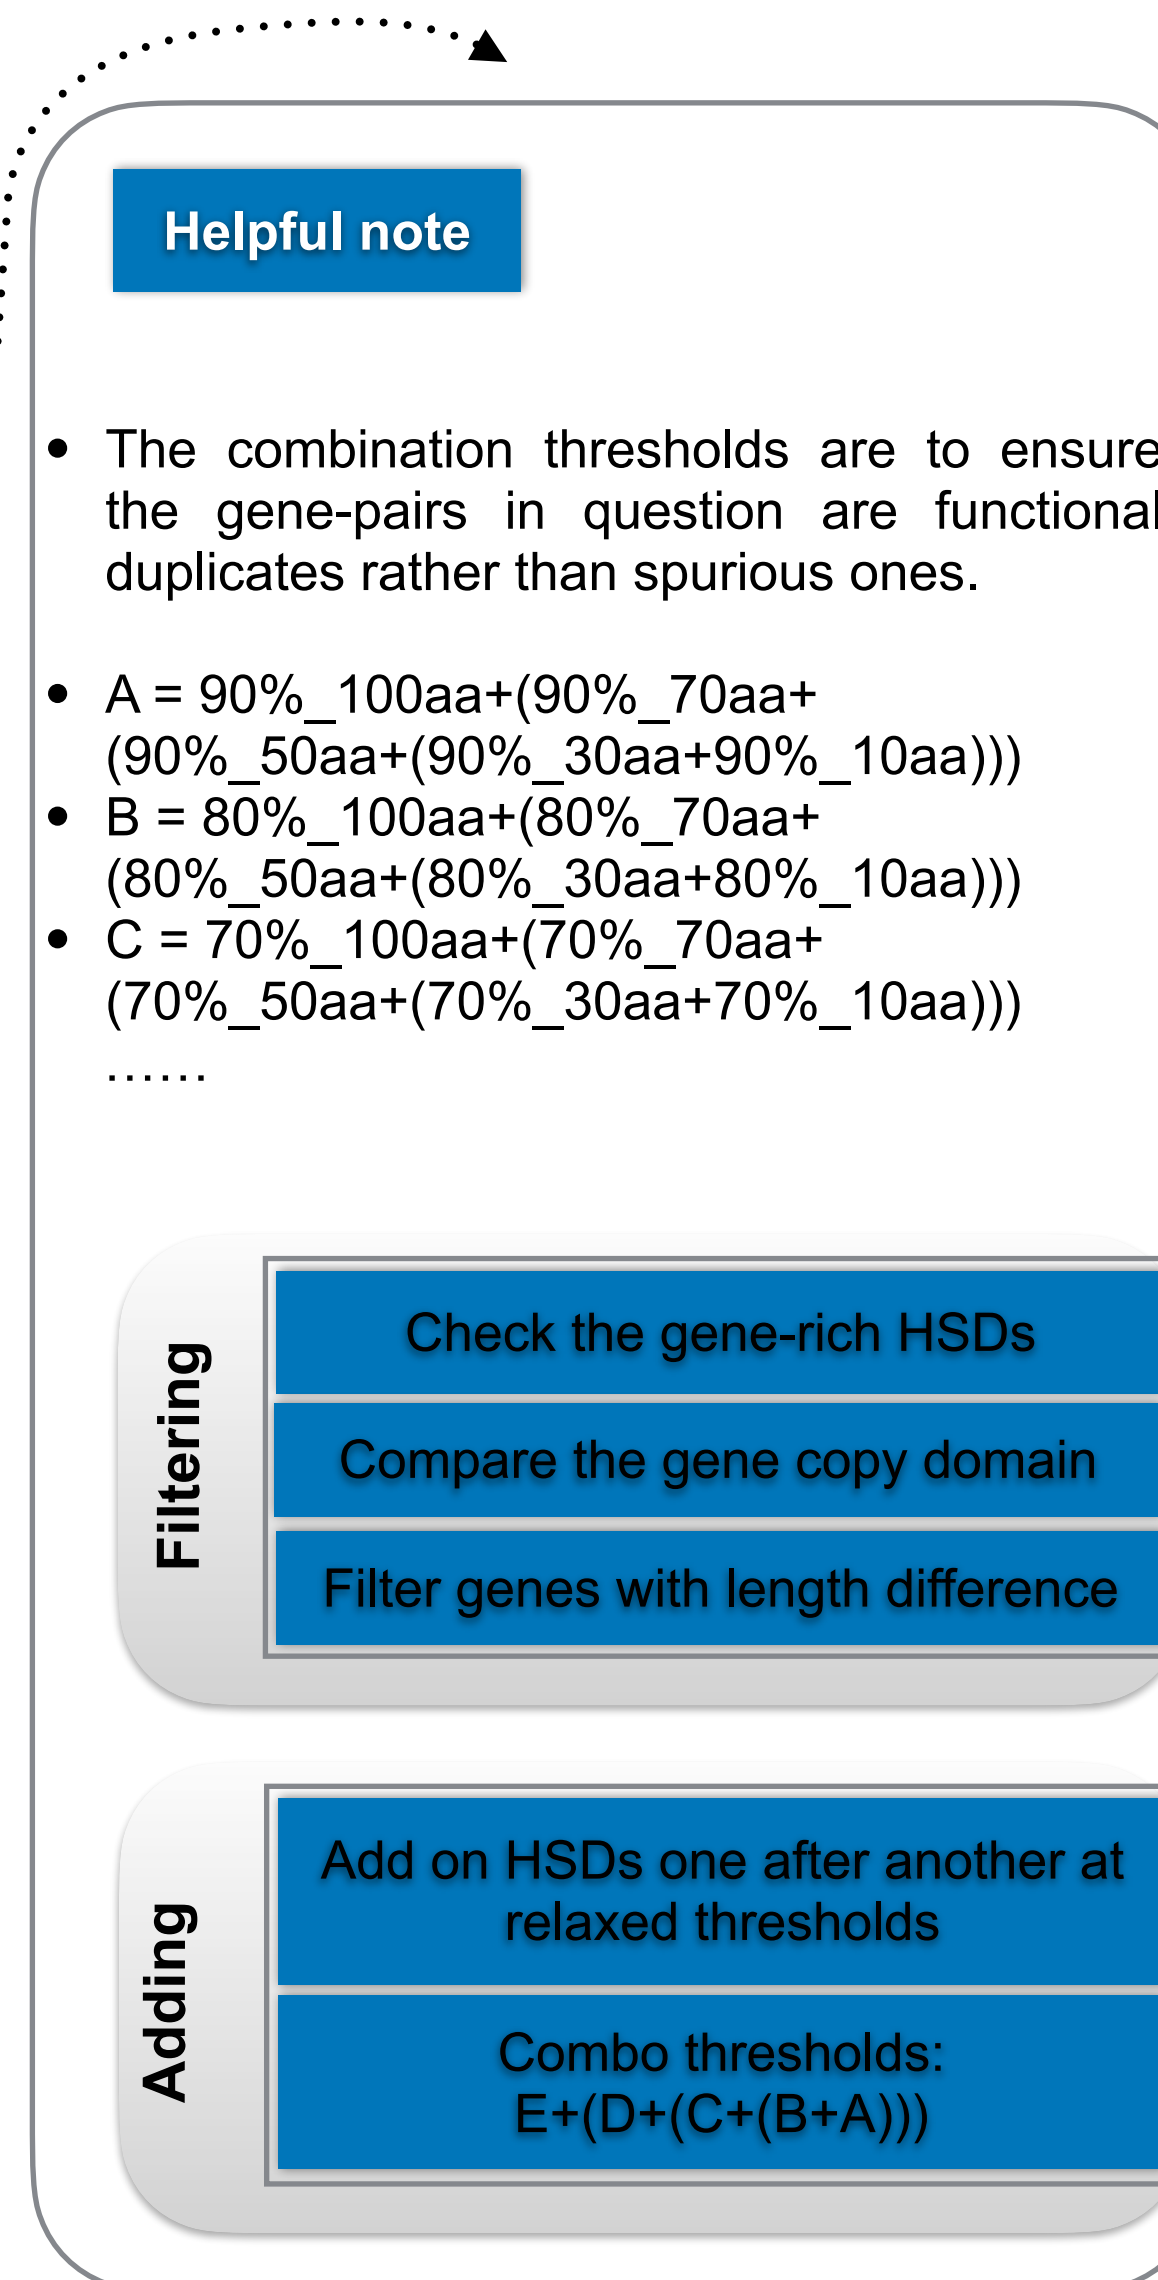 Helpful note
• The combination thresholds are to ensure
the gene-pairs in question are functional
duplicates rather than spurious ones.
• A = 90%_100aa+(90%_70aa+
(90%_50aa+(90%_30aa+90%_10aa)))
• B = 80%_100aa+(80%_70aa+
(80%_50aa+(80%_30aa+80%_10aa)))
• C = 70%_100aa+(70%_70aa+
(70%_50aa+(70%_30aa+70%_10aa)))
......
Filtering
Check the gene-rich HSDs
Compare the gene copy domain
Filter genes with length difference
Adding
Add on HSDs one after another at
relaxed thresholds
Combo thresholds:
E+(D+(C+(B+A)))